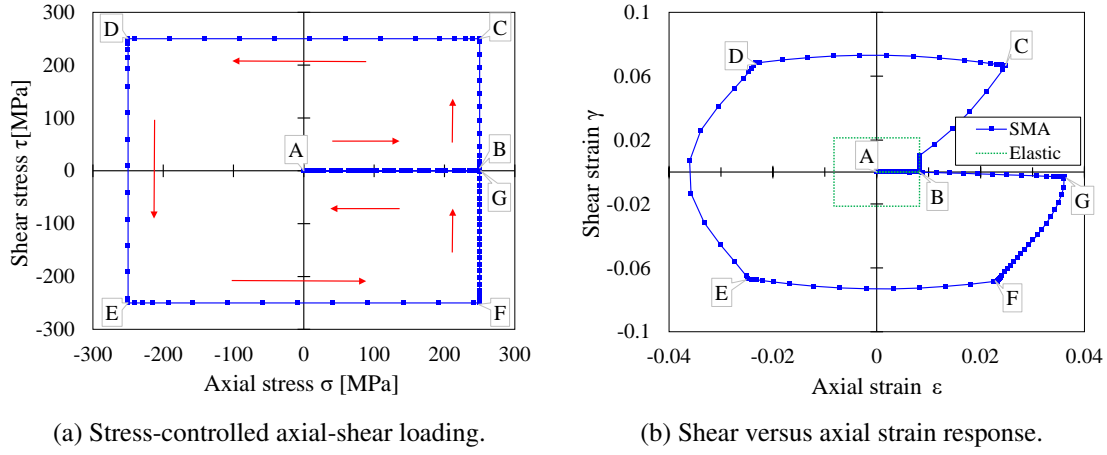 300
200
100
0
-100
-200
-300
-300 -200 -100 0 100 200 300
Shear stress τ[MPa]
Axial stress σ [MPa]
D
C
A
B
G
E
F
(a) Stress-controlled axial-shear loading.
0.1
0.06
0.02
-0.02
-0.06
-0.1
-0.04 -0.02 0 0.02 0.04
Shear strain γ
Axial strain ε
D
C
A
B
G
E
F
SMA
Elastic
(b) Shear versus axial strain response.